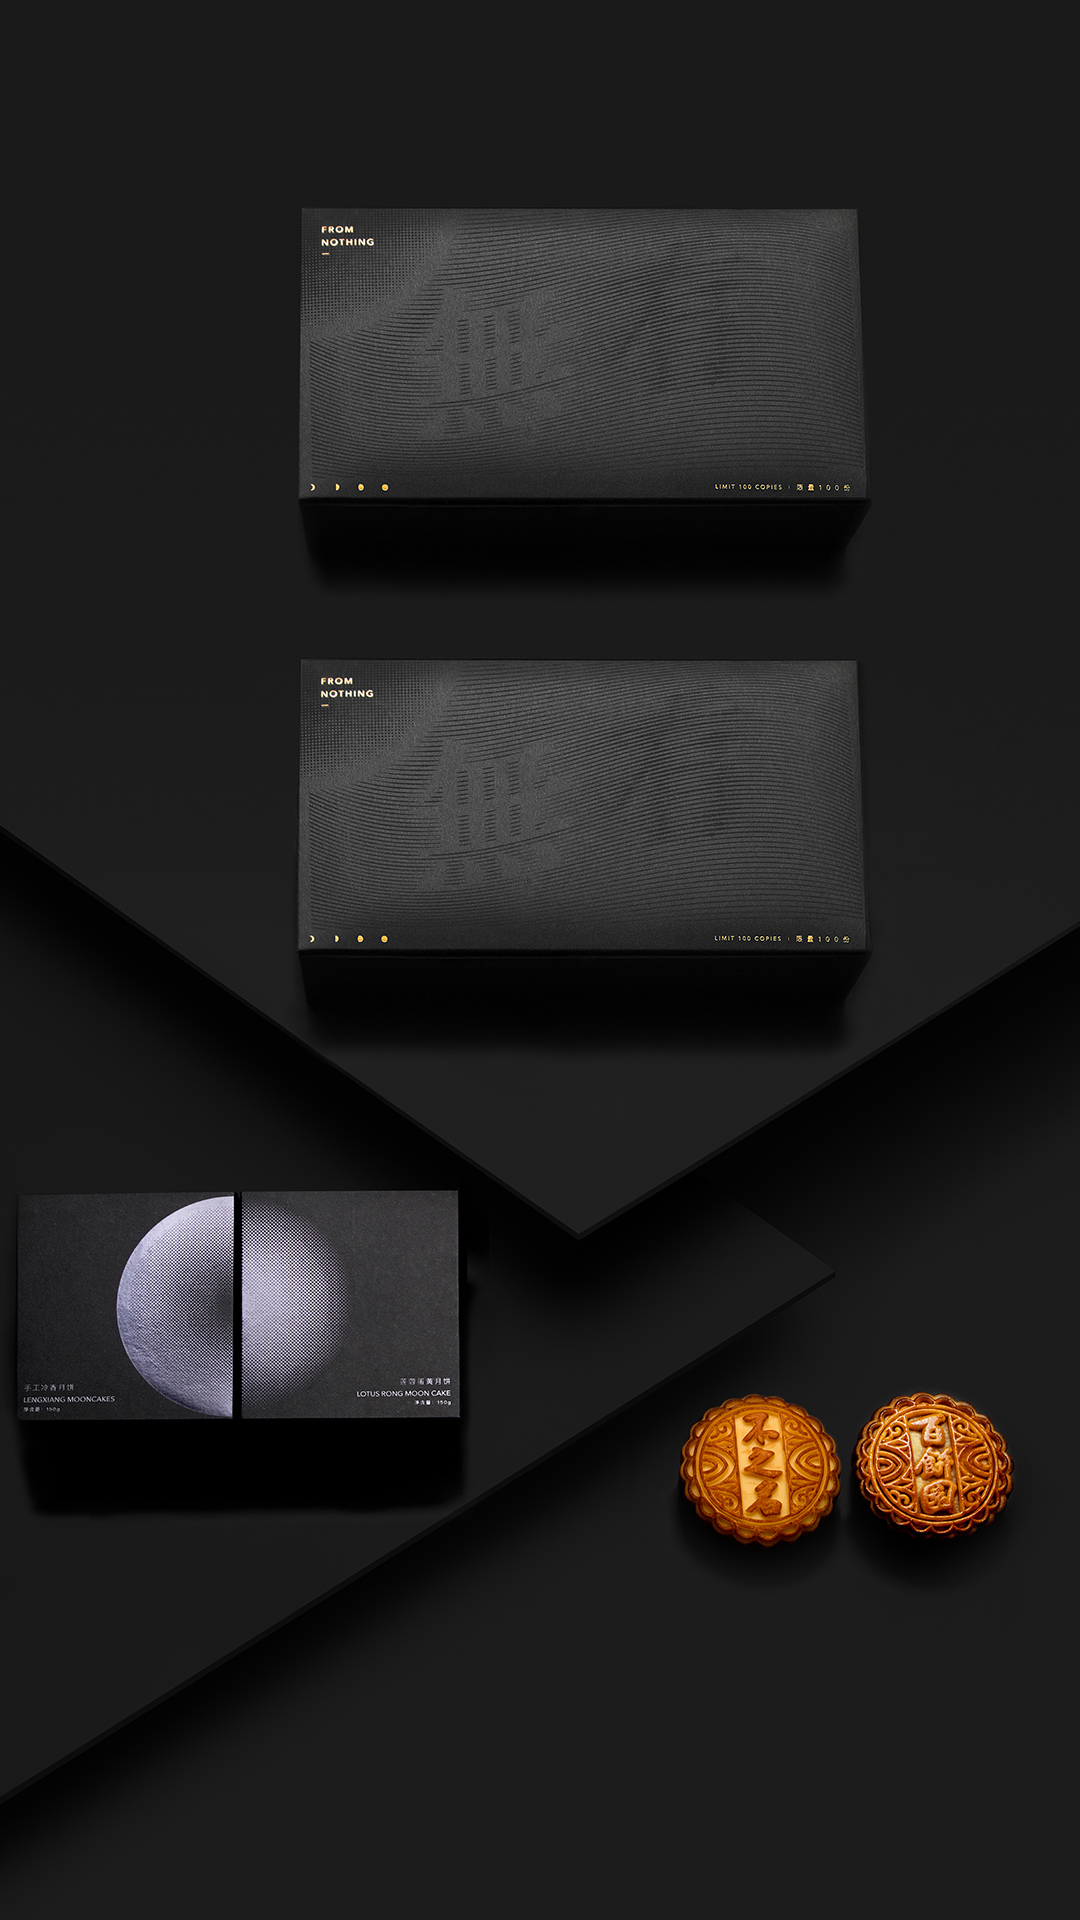 FROM
NOTHING
無
LIMIT 100 COPIES | 限量100份
FROM
NOTHING
無
LIMIT 100 COPIES | 限量100份
手工冷香月饼
LENGXIANG MOONCAKES
净含量: 150g
莲蓉蛋黄月饼
LOTUS RONG MOON CAKE
净含量: 150g
不之名
百餅園